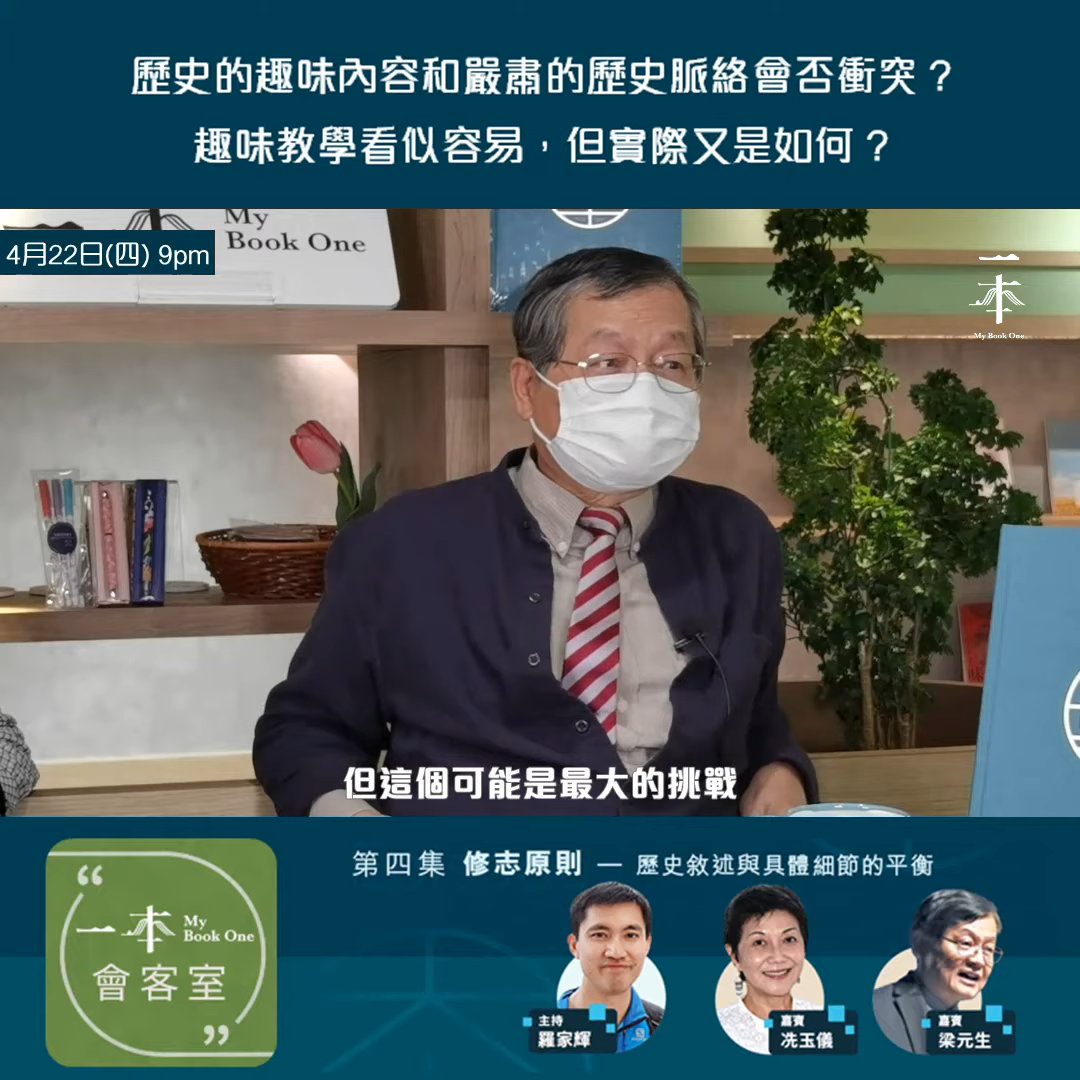 歷史的趣味內容和嚴肅的歷史脈絡會否衝突？
趣味教學看似容易，但實際又是如何？
My
Book One
4月22日(四) 9pm
一本
My Book One
但這個可能是最大的挑戰
第四集 修志原則 — 歷史敘述與具體細節的平衡
“
一本 My
Book One
會客室
”
主持
羅家輝
嘉賓
冼玉儀
嘉賓
梁元生